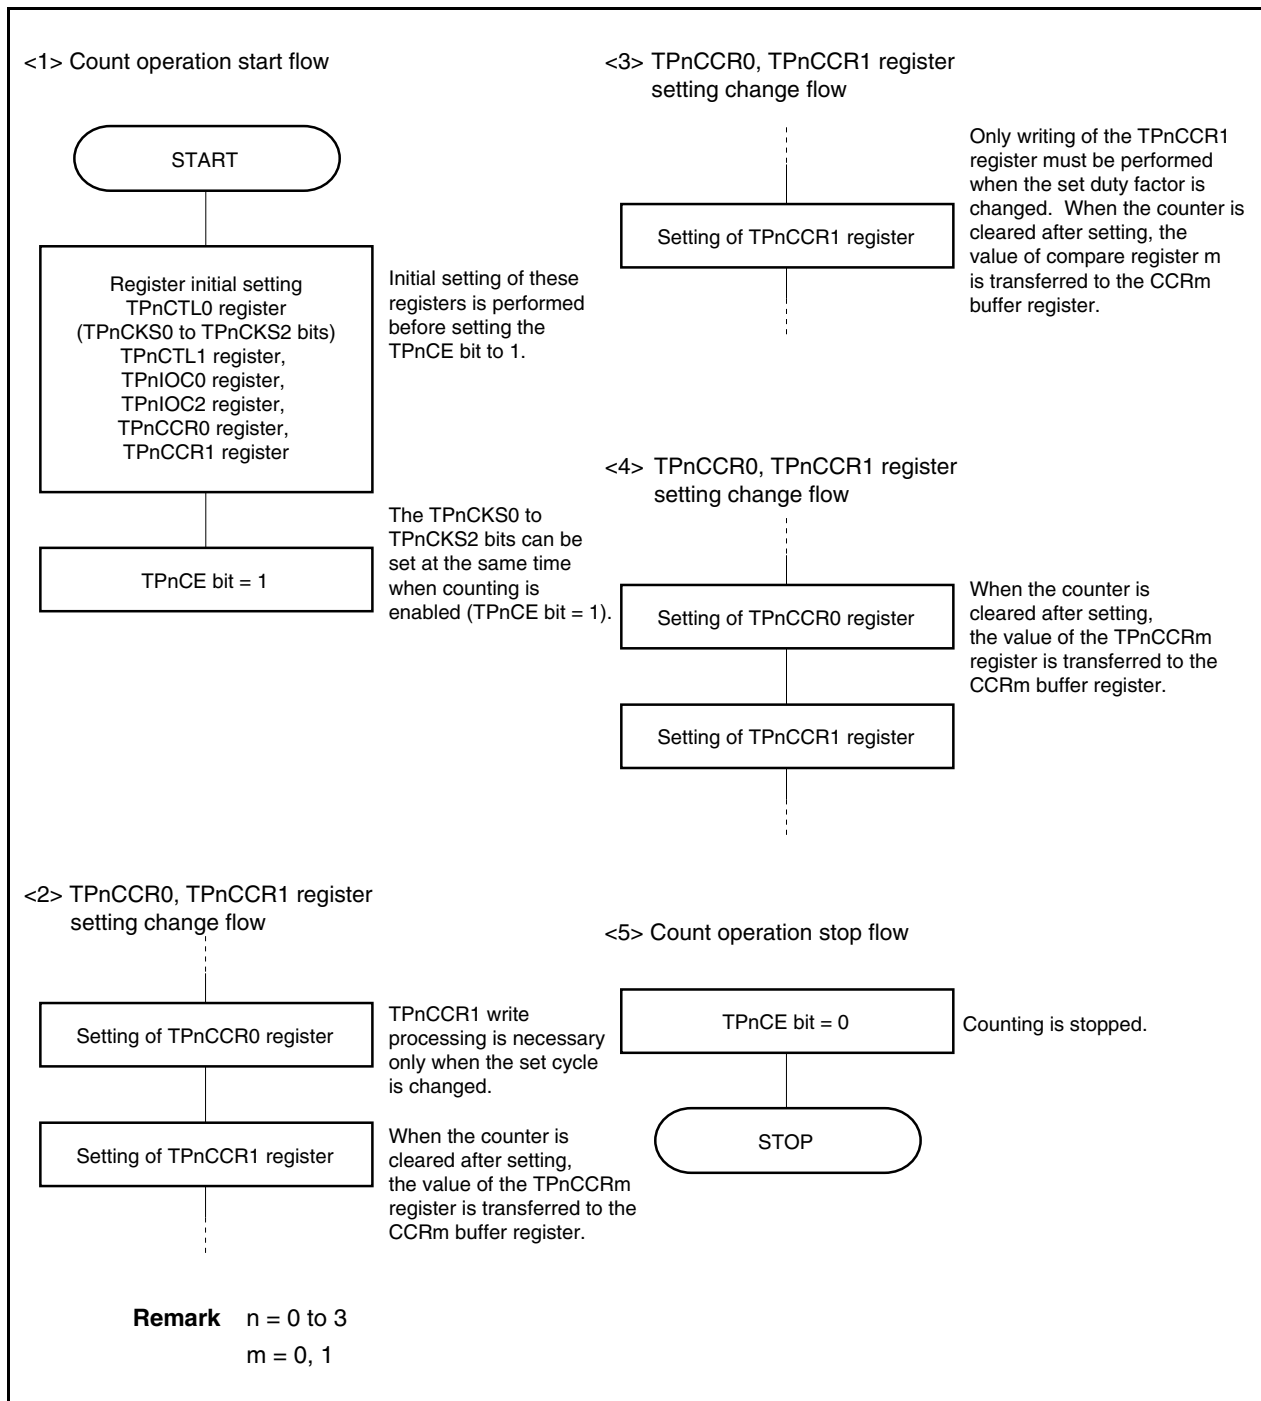 <1> Count operation start flow
START
Register initial setting
TPnCTL0 register
(TPnCKS0 to TPnCKS2 bits)
TPnCTL1 register,
TPnIOC0 register,
TPnIOC2 register,
TPnCCR0 register,
TPnCCR1 register
Initial setting of these
registers is performed
before setting the
TPnCE bit to 1.
TPnCE bit = 1
The TPnCKS0 to
TPnCKS2 bits can be
set at the same time
when counting is
enabled (TPnCE bit = 1).
<2> TPnCCR0, TPnCCR1 register
setting change flow
Setting of TPnCCR0 register
TPnCCR1 write
processing is necessary
only when the set cycle
is changed.
Setting of TPnCCR1 register
When the counter is
cleared after setting,
the value of the TPnCCRm
register is transferred to the
CCRm buffer register.
<3> TPnCCR0, TPnCCR1 register
setting change flow
Setting of TPnCCR1 register
Only writing of the TPnCCR1
register must be performed
when the set duty factor is
changed. When the counter is
cleared after setting, the
value of compare register m
is transferred to the CCRm
buffer register.
<4> TPnCCR0, TPnCCR1 register
setting change flow
Setting of TPnCCR0 register
When the counter is
cleared after setting,
the value of the TPnCCRm
register is transferred to the
CCRm buffer register.
Setting of TPnCCR1 register
<5> Count operation stop flow
TPnCE bit = 0
Counting is stopped.
STOP
Remark n = 0 to 3
m = 0, 1